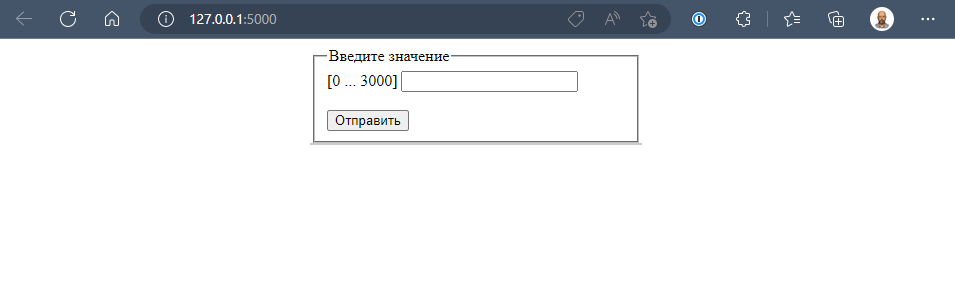 127.0.0.1:5000
Введите значение
[0 ... 3000]
Отправить